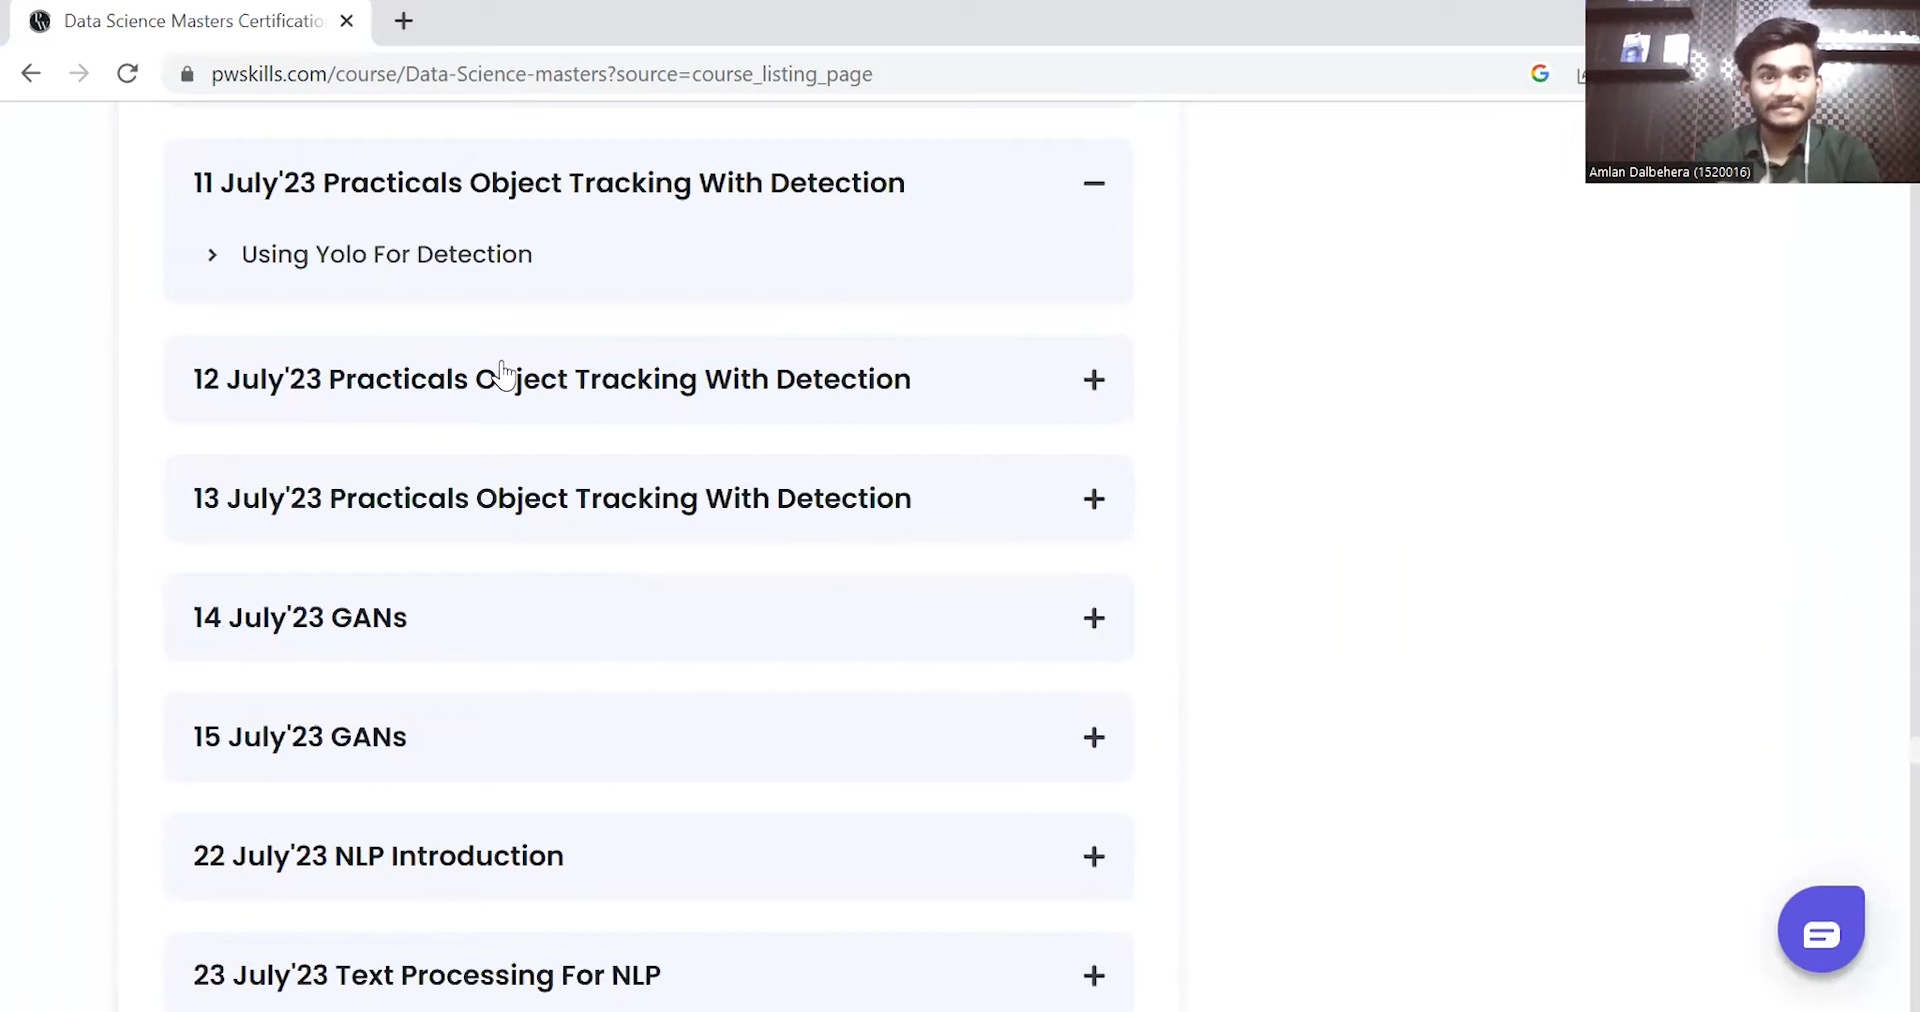 Data Science Masters Certificatio
pwskills.com/course/Data-Science-masters?source=course_listing_page
Amlan Dalbehera (1520016)
11 July'23 Practicals Object Tracking With Detection
Using Yolo For Detection
12 July'23 Practicals Object Tracking With Detection
13 July'23 Practicals Object Tracking With Detection
14 July'23 GANs
15 July'23 GANs
22 July'23 NLP Introduction
23 July'23 Text Processing For NLP